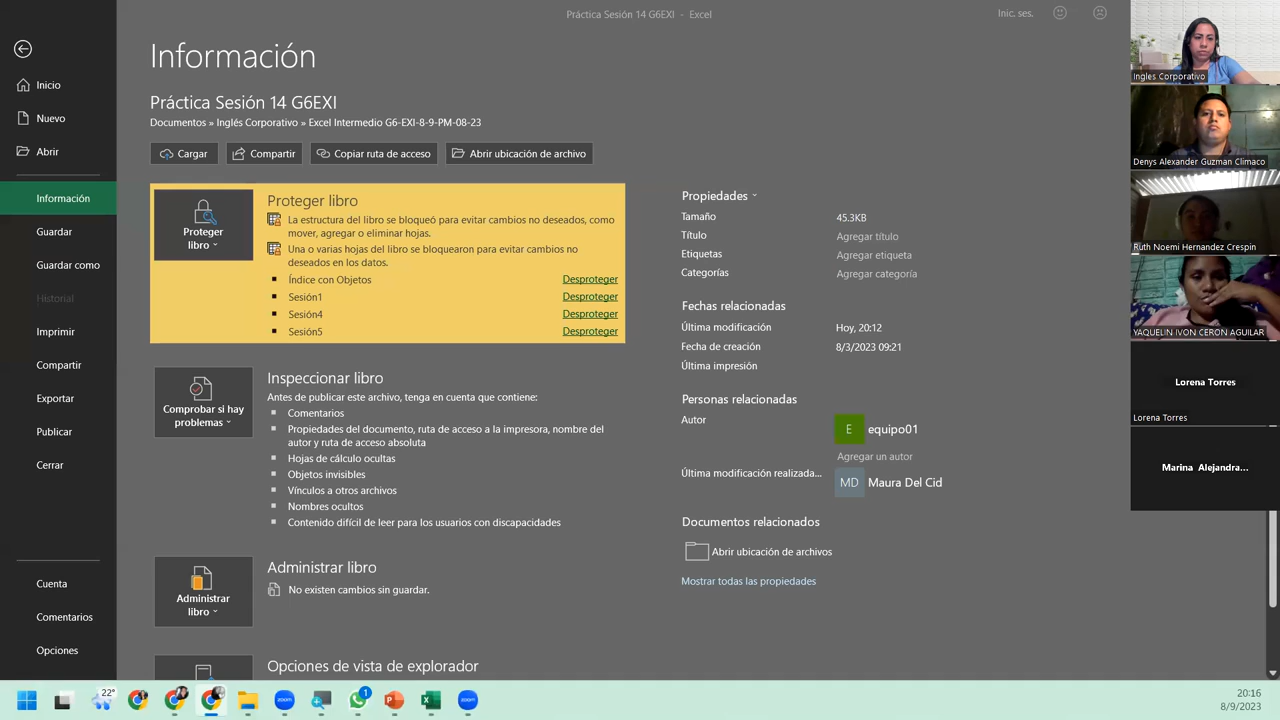 Práctica Sesión 14 G6EXI - Excel
Inic. ses.
Inicio
Nuevo
Abrir
Información
Guardar
Guardar como
Historial
Imprimir
Compartir
Exportar
Publicar
Cerrar
Cuenta
Comentarios
Opciones
Información
Práctica Sesión 14 G6EXI
Documentos » Inglés Corporativo » Excel Intermedio G6-EXI-8-9-PM-08-23
Cargar
Compartir
Copiar ruta de acceso
Abrir ubicación de archivo
Proteger
libro
Proteger libro
La estructura del libro se bloqueó para evitar cambios no deseados, como
mover, agregar o eliminar hojas.
Una o varias hojas del libro se bloquearon para evitar cambios no
deseados en los datos.
Índice con Objetos Desproteger
Sesión1 Desproteger
Sesión4 Desproteger
Sesión5 Desproteger
Comprobar si hay
problemas
Inspeccionar libro
Antes de publicar este archivo, tenga en cuenta que contiene:
Comentarios
Propiedades del documento, ruta de acceso a la impresora, nombre del
autor y ruta de acceso absoluta
Hojas de cálculo ocultas
Objetos invisibles
Vínculos a otros archivos
Nombres ocultos
Contenido difícil de leer para los usuarios con discapacidades
Administrar
libro
Administrar libro
No existen cambios sin guardar.
Opciones de vista de explorador
Propiedades
Tamaño 45.3KB
Título Agregar título
Etiquetas Agregar etiqueta
Categorías Agregar categoría
Fechas relacionadas
Última modificación Hoy, 20:12
Fecha de creación 8/3/2023 09:21
Última impresión
Personas relacionadas
Autor
E equipo01
Agregar un autor
Última modificación realizada...
MD Maura Del Cid
Documentos relacionados
Abrir ubicación de archivos
Mostrar todas las propiedades
Ingles Corporativo
Denys Alexander Guzmán Clímaco
Ruth Noemi Hernandez Crespin
YAQUELIN IVON CERON AGUILAR
Lorena Torres
Lorena Torres
Marina Alejandra...
22°
zoom
1
zoom
20:16
8/9/2023